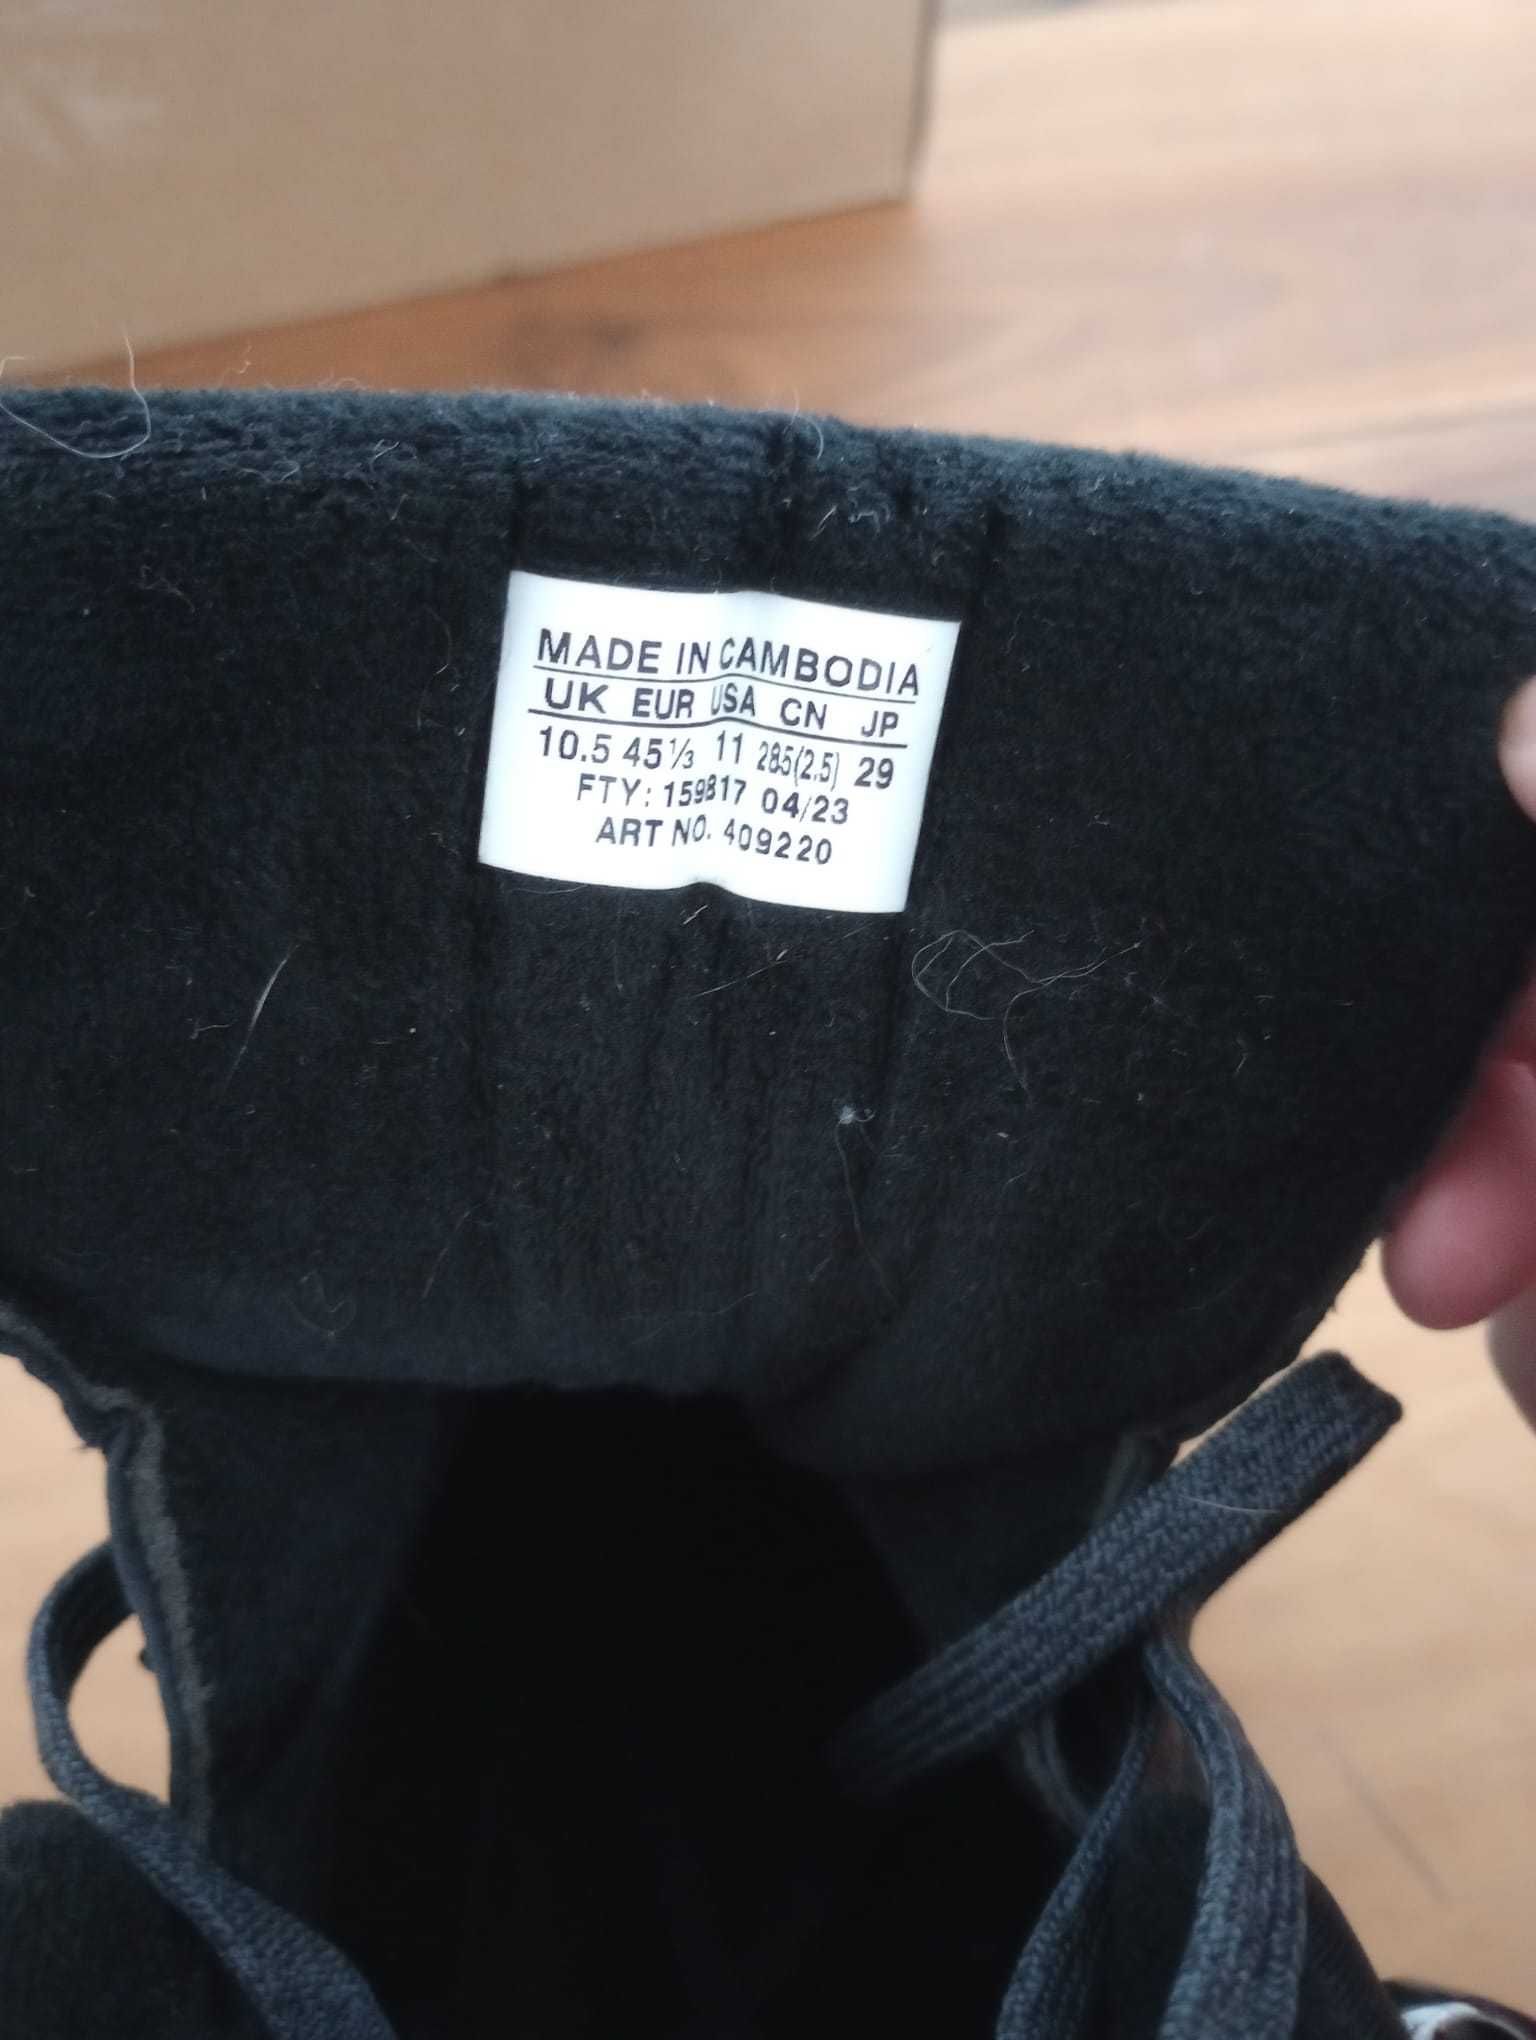 MADE IN CAMBODIA
UK EUR USA CN JP
10.5 45⅓ 11 285(2.5) 29
FTY: 159817 04/23
ART NO. 409220